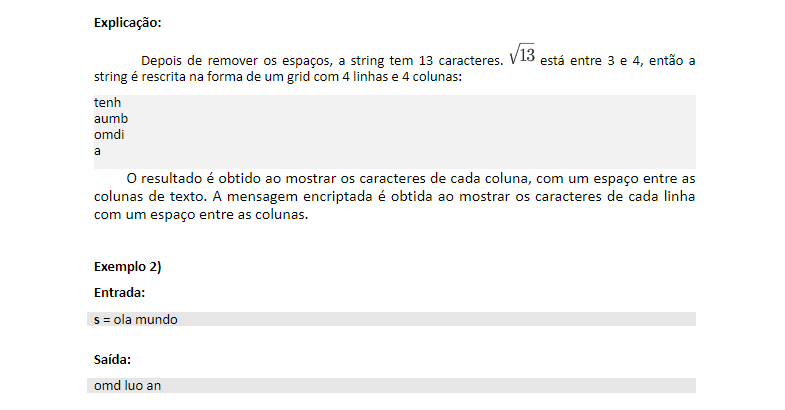 Explicação:
Depois de remover os espaços, a string tem 13 caracteres. √13 está entre 3 e 4, então a
string é rescrita na forma de um grid com 4 linhas e 4 colunas:
tenh
aumb
omdi
a
O resultado é obtido ao mostrar os caracteres de cada coluna, com um espaço entre as
colunas de texto. A mensagem encriptada é obtida ao mostrar os caracteres de cada linha
com um espaço entre as colunas.
Exemplo 2)
Entrada:
s = ola mundo
Saída:
omd luo an